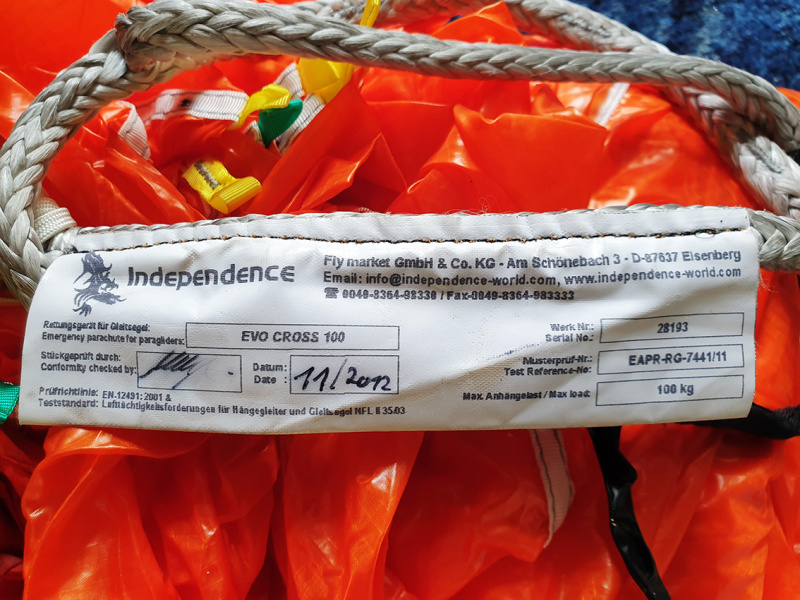 Independence
Fly market GmbH & Co. KG - Am Schönebach 3 - D-87637 Eisenberg
Email: info@independence-world.com, www.independence-world.com
☎ 0049-8364-98330 / Fax-0049-8364-983333
Rettungsgerät für Gleitsegel:
Emergency parachute for paragliders:
EVO CROSS 100
Stückgeprüft durch:
Conformity checked by:
Datum:
Date :
11/2012
Prüfrichtlinie: EN-12491:2001 &
Teststandard: Lufttüchtigkeitsforderungen für Hängegleiter und Gleitsegel NFL II 35/03
Werk Nr.:
Serial No.:
28193
Musterprüf-Nr.:
Test Reference-No:
EAPR-RG-7441/11
Max. Anhängelast / Max load:
100 kg